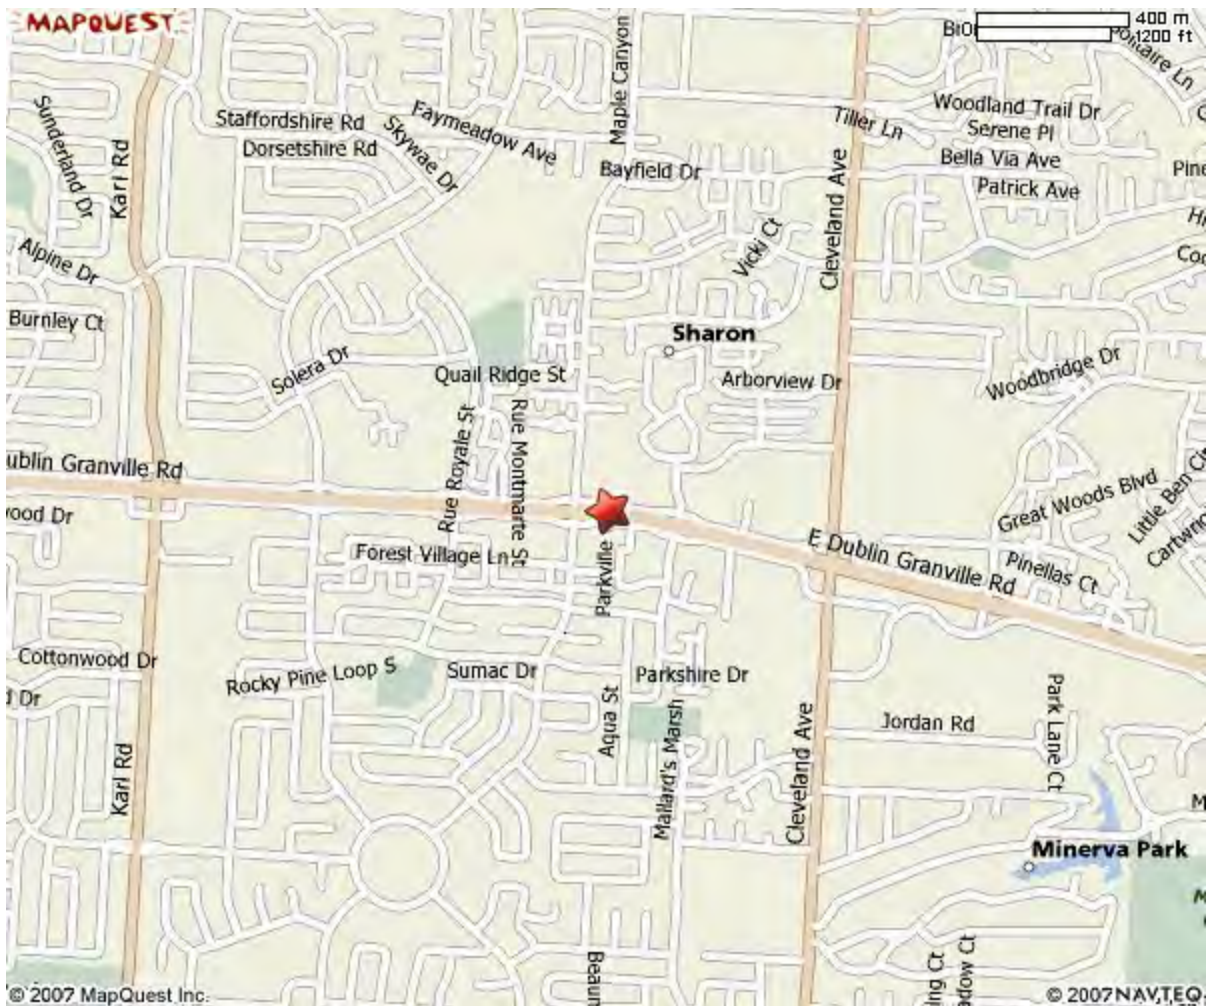 MAPQUEST
400 m
1200 ft
Maple Canyon
Woodland Trail Dr
Tiller Ln
Serene Pl
Staffordshire Rd
Faymeadow Ave
Skywae Dr
Dorsetshire Rd
Sunderland Dr
Karl Rd
Bayfield Dr
Bella Via Ave
Patrick Ave
Cleveland Ave
Vicki Ct
Alpine Dr
Burnley Ct
Sharon
Solera Dr
Quail Ridge St
Arborview Dr
Woodbridge Dr
Rue Royale St
Rue Montmarte St
ublin Granville Rd
Great Woods Blvd
Little Ben Cir
E Dublin Granville Rd
Pinellas Ct
Forest Village Ln
Parkville
Cottonwood Dr
Rocky Pine Loop S
Sumac Dr
Parkshire Dr
Aqua St
Mallard's Marsh
Jordan Rd
Park Lane Ct
Karl Rd
Cleveland Ave
Minerva Park
© 2007 MapQuest Inc.
© 2007 NAVTEQ